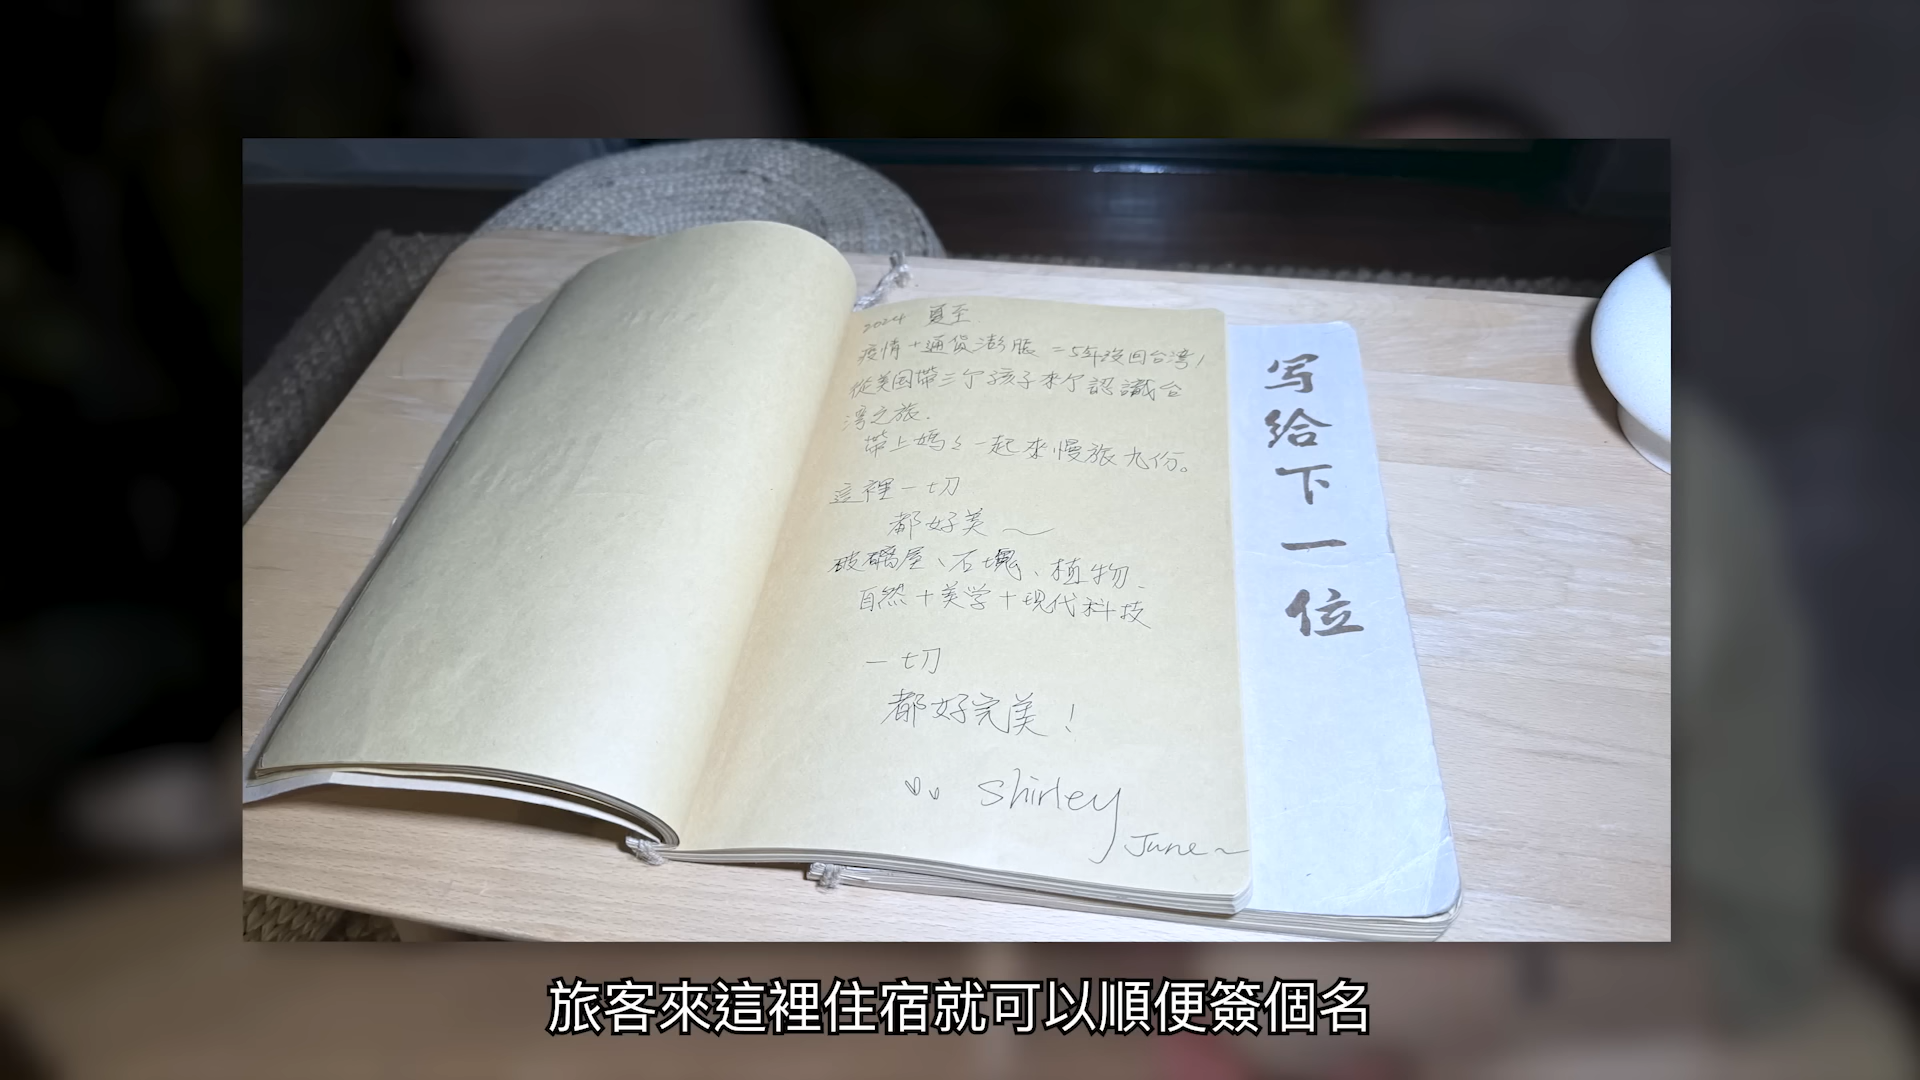 2024 夏至
疫情+通貨澎脹=5年沒回台湾!
從美国帶三个孩子來个認識台
湾之旅.
帶上媽々一起來慢旅九份。
這裡一切
都好美～
玻璃屋、石塊、植物、
自然+美学+現代科技
一切
都好完美!
Shirley
June~
写给下一位
旅客來這裡住宿就可以順便簽個名